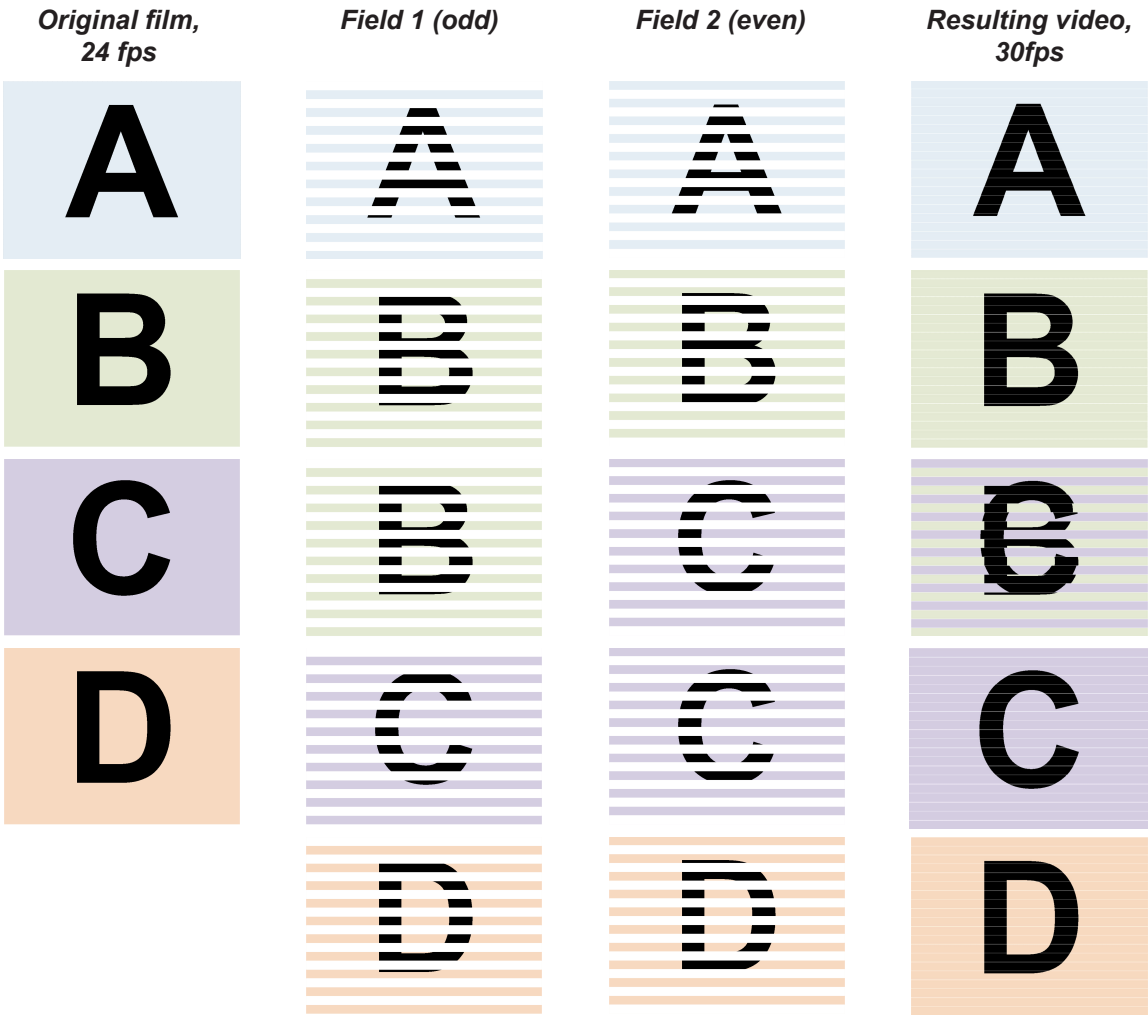 Original film,
24 fps
Field 1 (odd)
Field 2 (even)
Resulting video,
30fps
A A A A
B B B B
C B C BC
D C C C
D D D